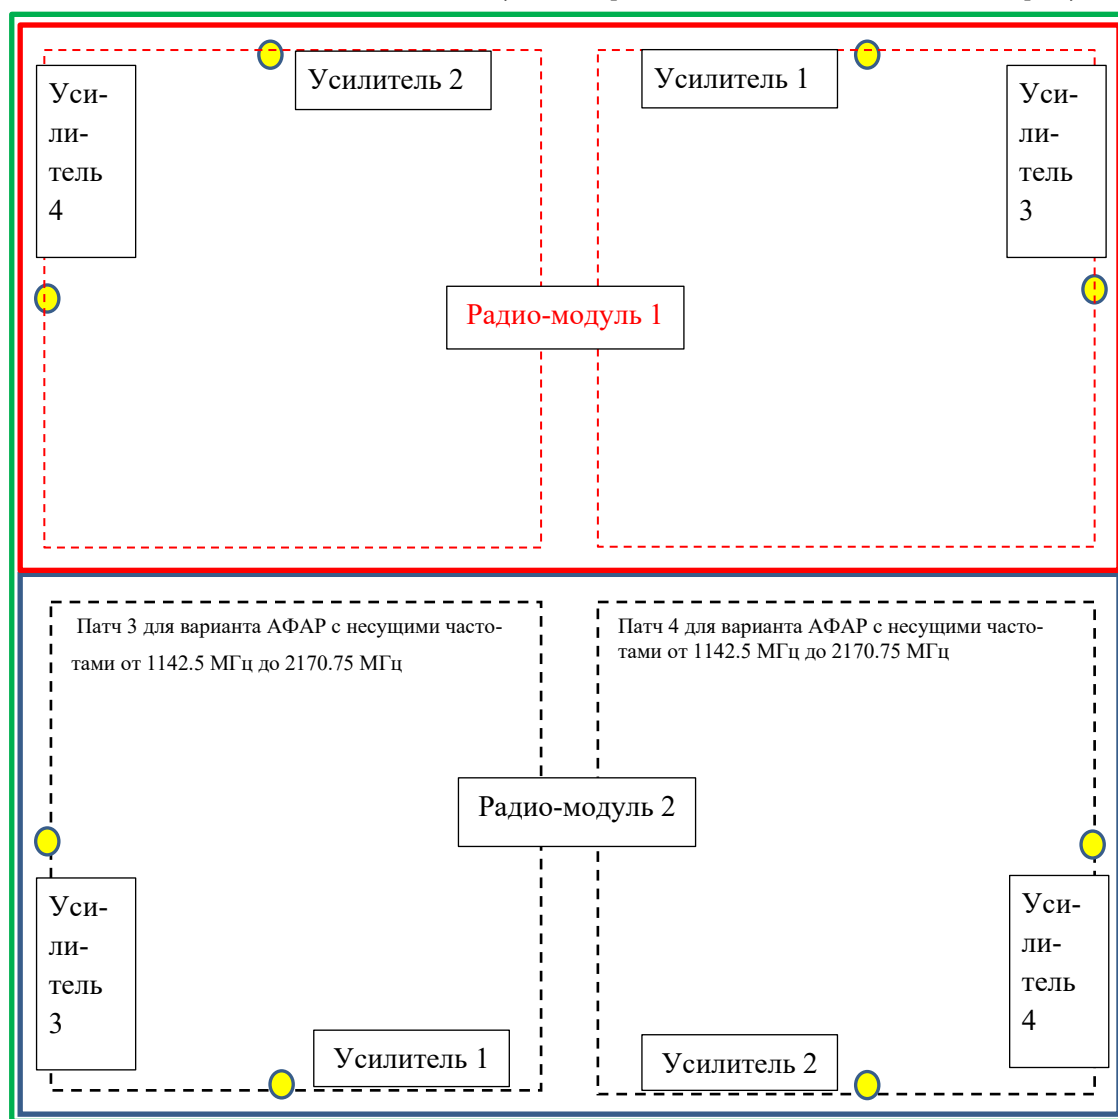 Усилитель 2
Усилитель 1
Уси-
ли-
тель
4
Уси-
ли-
тель
3
Радио-модуль 1
Патч 3 для варианта АФАР с несущими часто-
тами от 1142.5 МГц до 2170.75 МГц
Патч 4 для варианта АФАР с несущими часто-
тами от 1142.5 МГц до 2170.75 МГц
Радио-модуль 2
Уси-
ли-
тель
3
Уси-
ли-
тель
4
Усилитель 1
Усилитель 2